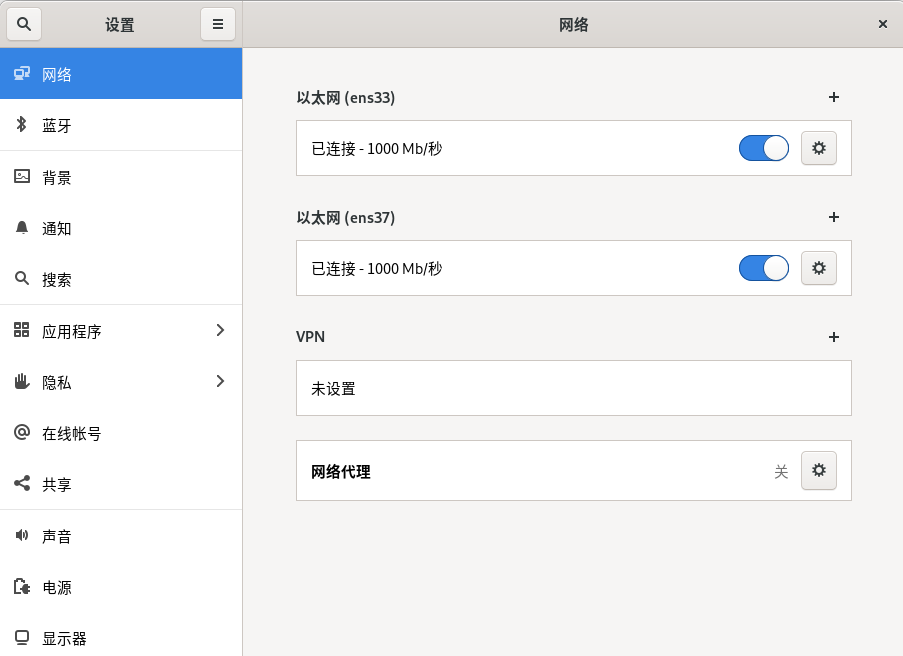 设置
网络
网络
蓝牙
背景
通知
搜索
应用程序
隐私
在线帐号
共享
声音
电源
显示器
以太网 (ens33)
已连接 - 1000 Mb/秒
以太网 (ens37)
已连接 - 1000 Mb/秒
VPN
未设置
网络代理
关